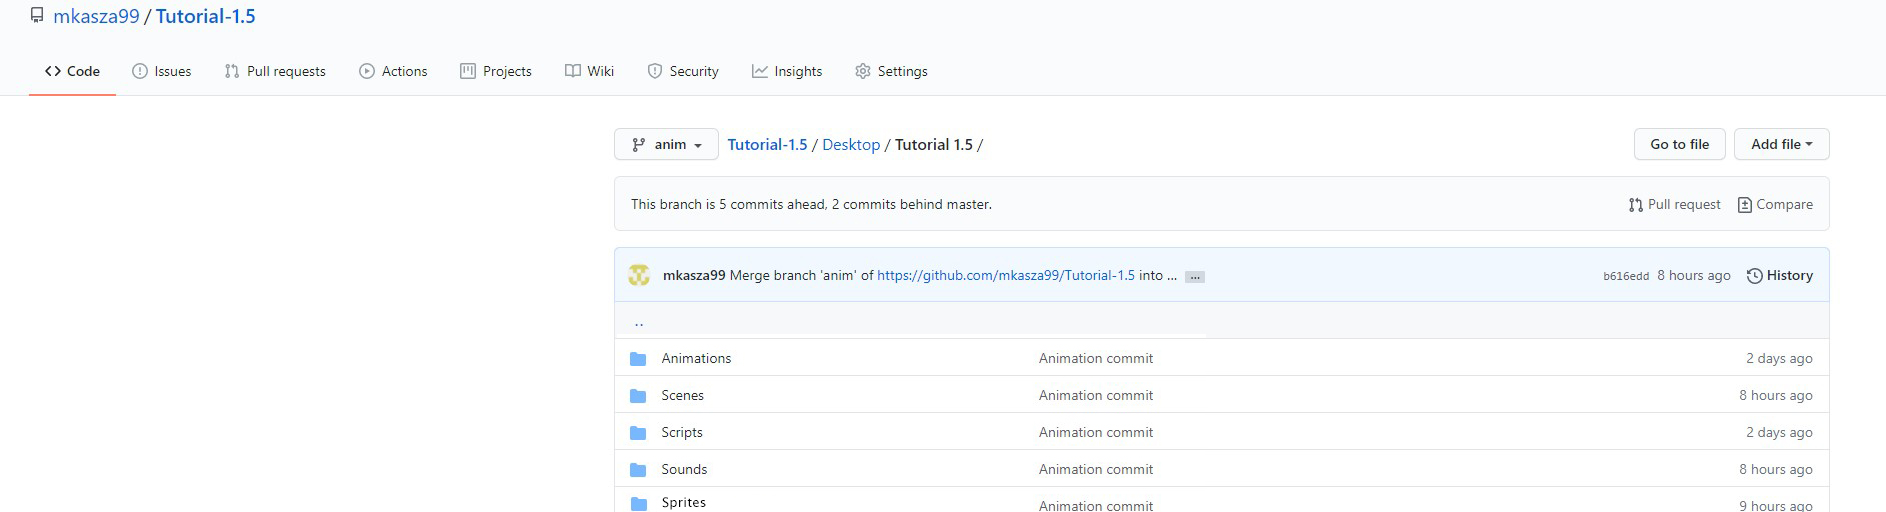 mkasza99 / Tutorial-1.5
Code Issues Pull requests Actions Projects Wiki Security Insights Settings
anim Tutorial-1.5 / Desktop / Tutorial 1.5 / Go to file Add file
This branch is 5 commits ahead, 2 commits behind master. Pull request Compare
mkasza99 Merge branch 'anim' of https://github.com/mkasza99/Tutorial-1.5 into ... ... b616edd 8 hours ago History
..
Animations Animation commit 2 days ago
Scenes Animation commit 8 hours ago
Scripts Animation commit 2 days ago
Sounds Animation commit 8 hours ago
Sprites Animation commit 9 hours ago